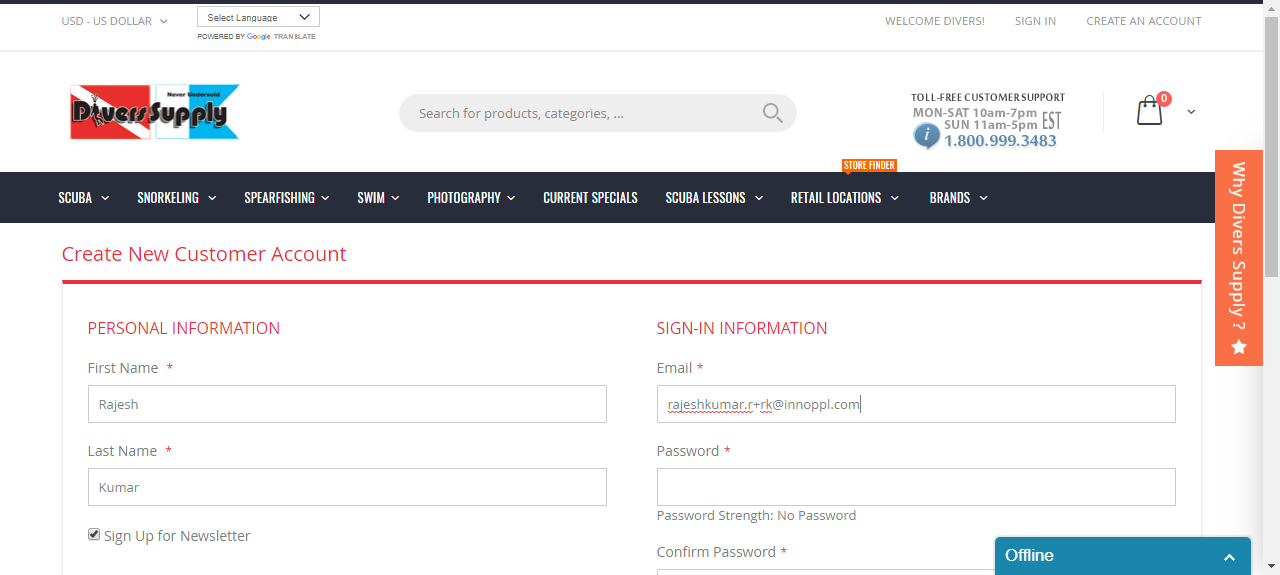 USD - US DOLLAR
Select Language
POWERED BY Google TRANSLATE
WELCOME DIVERS! SIGN IN CREATE AN ACCOUNT
Never Undersold
Divers Supply
Search for products, categories, ...
TOLL-FREE CUSTOMER SUPPORT
MON-SAT 10am-7pm
SUN 11am-5pm EST
i 1.800.999.3483
0
STORE FINDER
SCUBA SNORKELING SPEARFISHING SWIM PHOTOGRAPHY CURRENT SPECIALS SCUBA LESSONS RETAIL LOCATIONS BRANDS
Why Divers Supply ?
Create New Customer Account
PERSONAL INFORMATION
First Name *
Rajesh
Last Name *
Kumar
Sign Up for Newsletter
SIGN-IN INFORMATION
Email *
rajeshkumar.r+rk@innoppl.com
Password *
Password Strength: No Password
Confirm Password *
Offline